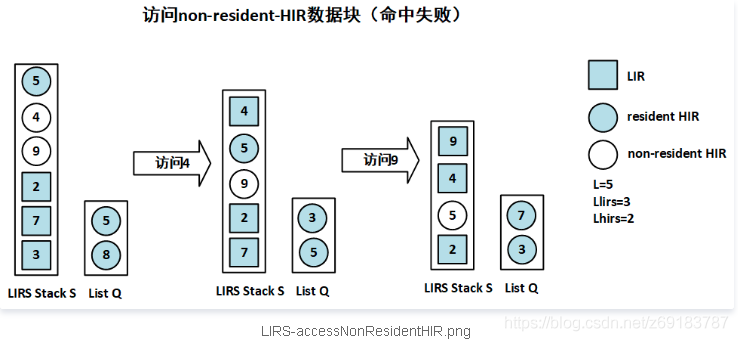 访问non-resident-HIR数据块（命中失败）
5
4
9
2
7
3
LIRS Stack S
5
8
List Q
访问4
4
5
9
2
7
LIRS Stack S
3
5
List Q
访问9
9
4
5
2
LIRS Stack S
7
3
List Q
LIR
resident HIR
non-resident HIR
L=5
Llirs=3
Lhirs=2
https://blog.csdn.net/z69183787
LIRS-accessNonResidentHIR.png